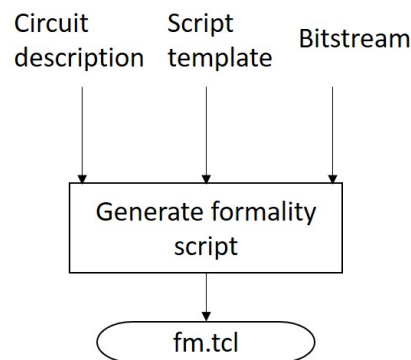 Circuit
description
Script
template
Bitstream
Generate formality
script
fm.tcl